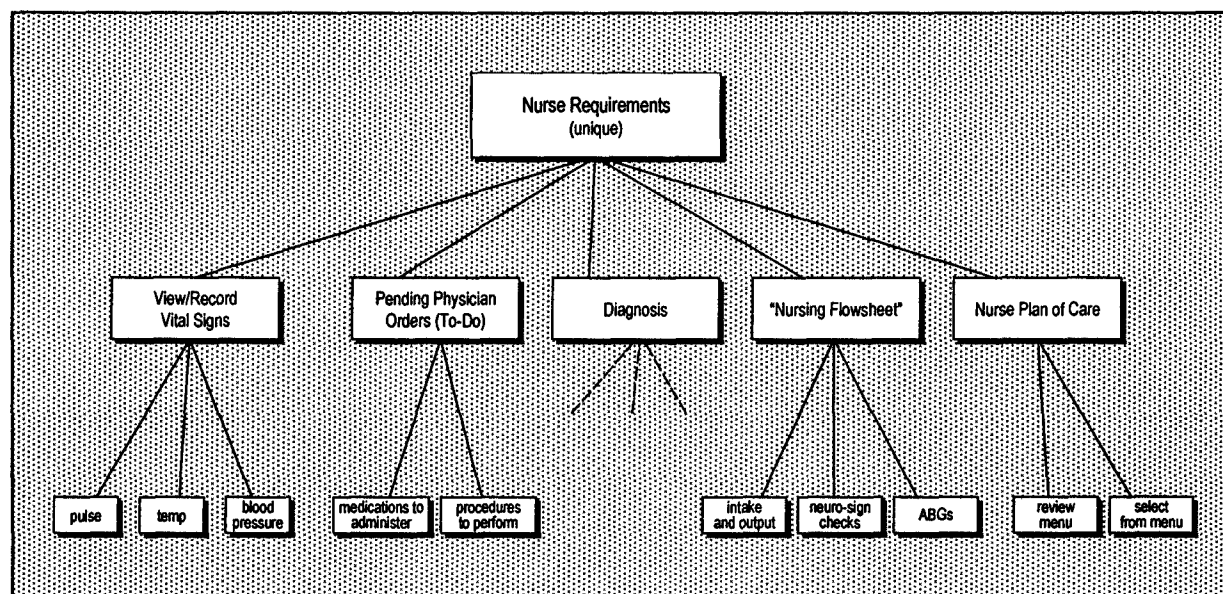 Nurse Requirements
(unique)
View/Record
Vital Signs
Pending Physician
Orders (To-Do)
Diagnosis
"Nursing Flowsheet"
Nurse Plan of Care
pulse
temp
blood
pressure
medications to
administer
procedures
to perform
intake
and output
neuro-sign
checks
ABGs
review
menu
select
from menu